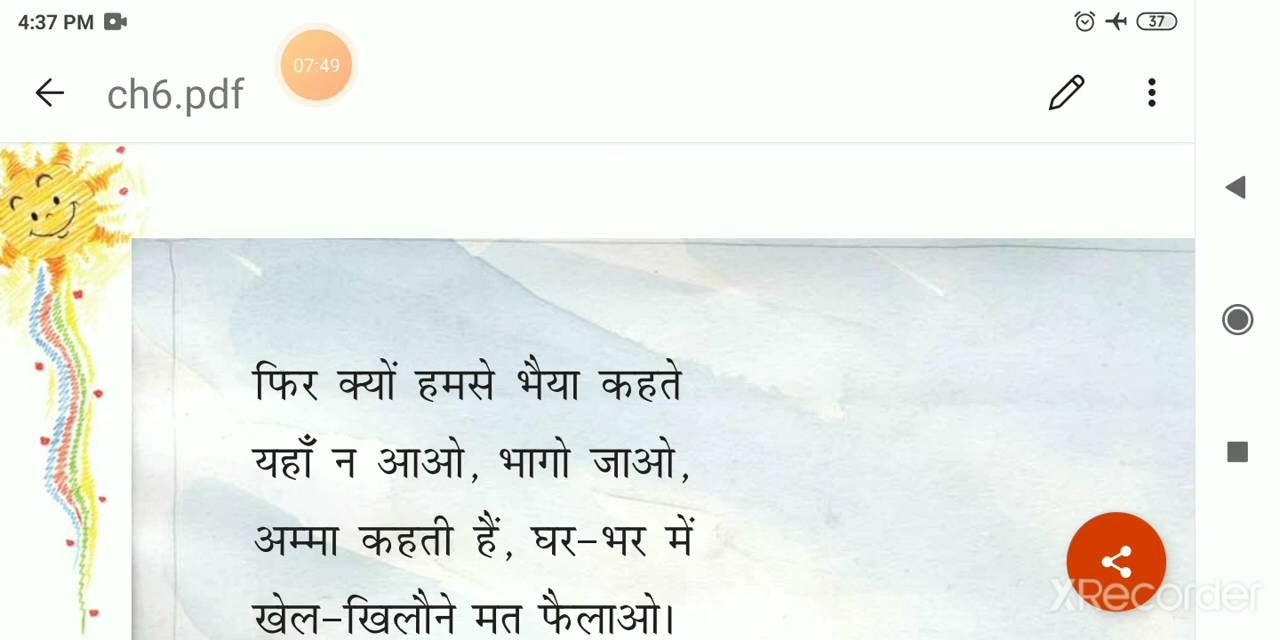 4:37 PM
37
07:49
ch6.pdf
फिर क्यों हमसे भैया कहते
यहाँ न आओ, भागो जाओ,
अम्मा कहती हैं, घर-भर में
खेल-खिलौने मत फैलाओ।
XRecorder